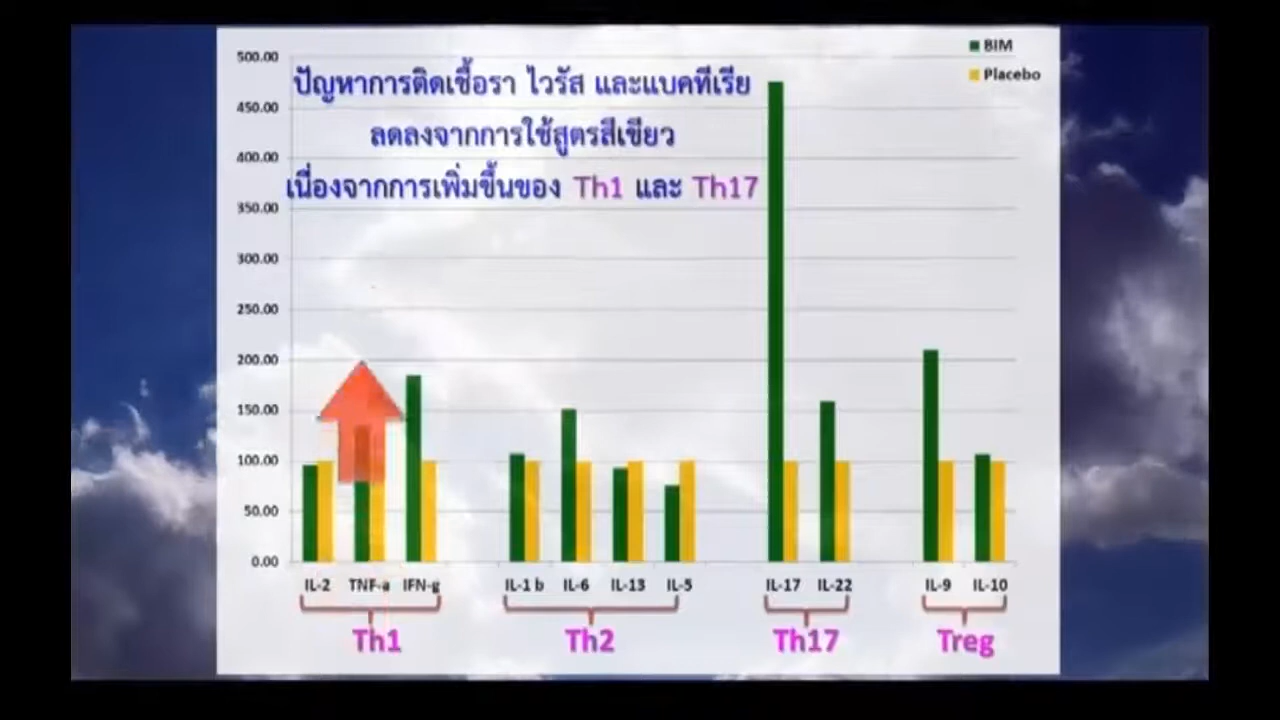 500.00
450.00
400.00
350.00
300.00
250.00
200.00
150.00
100.00
50.00
0.00
ปัญหาการติดเชื้อรา ไวรัส และแบคทีเรีย
ลดลงจากการใช้สูตรสีเขียว
เนื่องจากการเพิ่มขึ้นของ Th1 และ Th17
BIM
Placebo
IL-2 TNF-a IFN-g IL-1 b IL-6 IL-13 IL-5 IL-17 IL-22 IL-9 IL-10
Th1 Th2 Th17 Treg